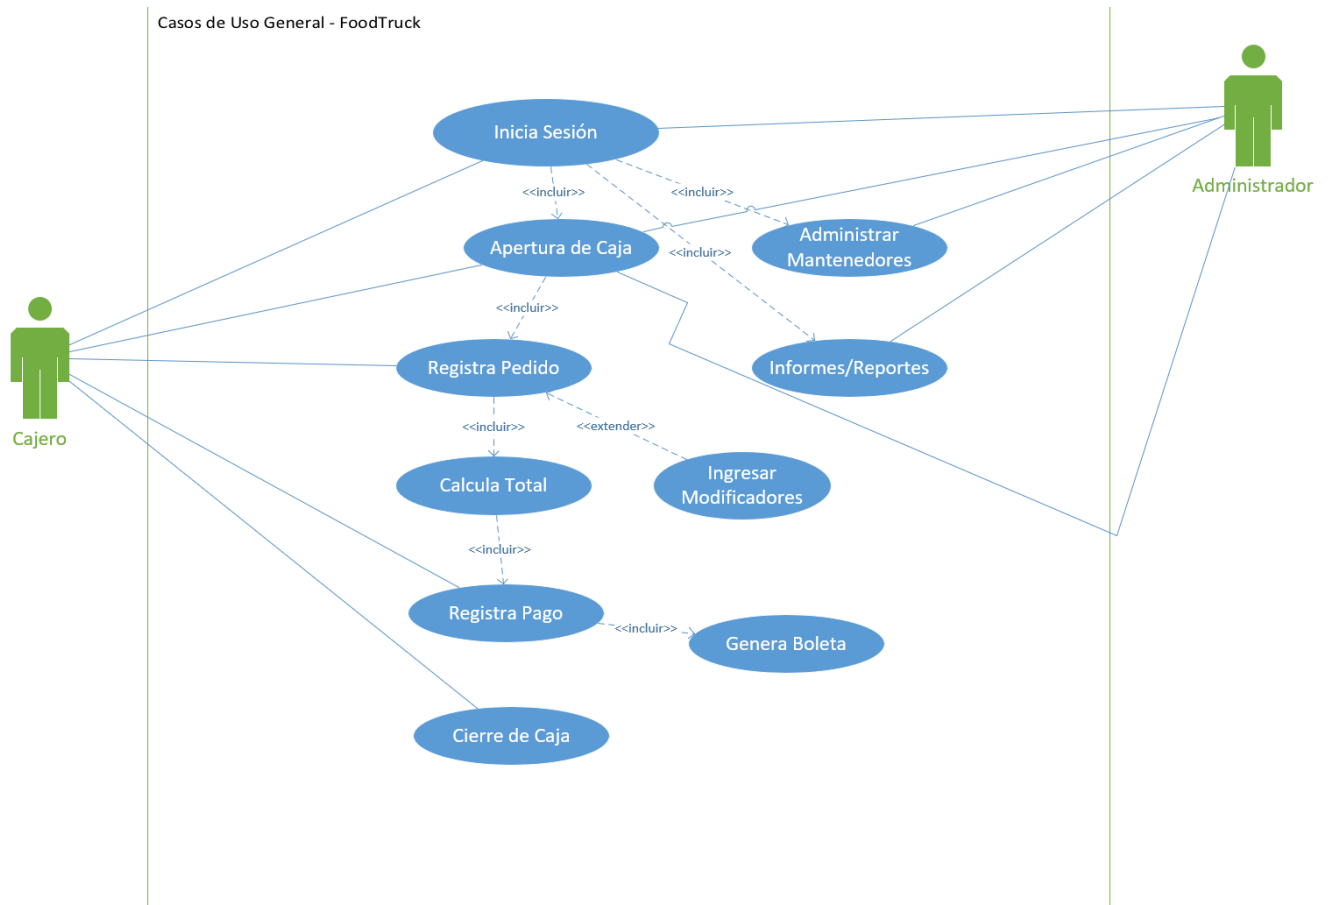 Casos de Uso General - FoodTruck
Inicia Sesión
Administrador
<<incluir>>
<<incluir>>
Apertura de Caja
Administrar
Mantenedores
<<incluir>>
<<incluir>>
Registra Pedido
Informes/Reportes
Cajero
<<incluir>>
<<extender>>
Calcula Total
Ingresar
Modificadores
<<incluir>>
Registra Pago
<<incluir>>
Genera Boleta
Cierre de Caja